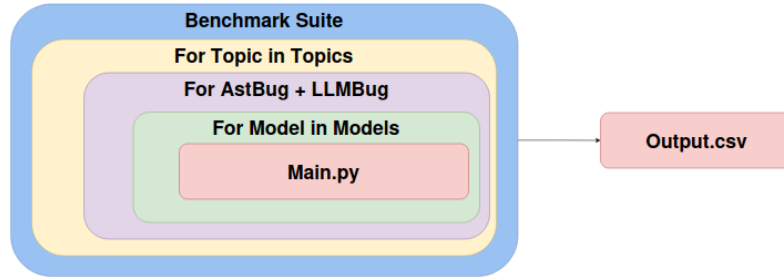 Benchmark Suite
For Topic in Topics
For AstBug + LLMBug
For Model in Models
Main.py
Output.csv